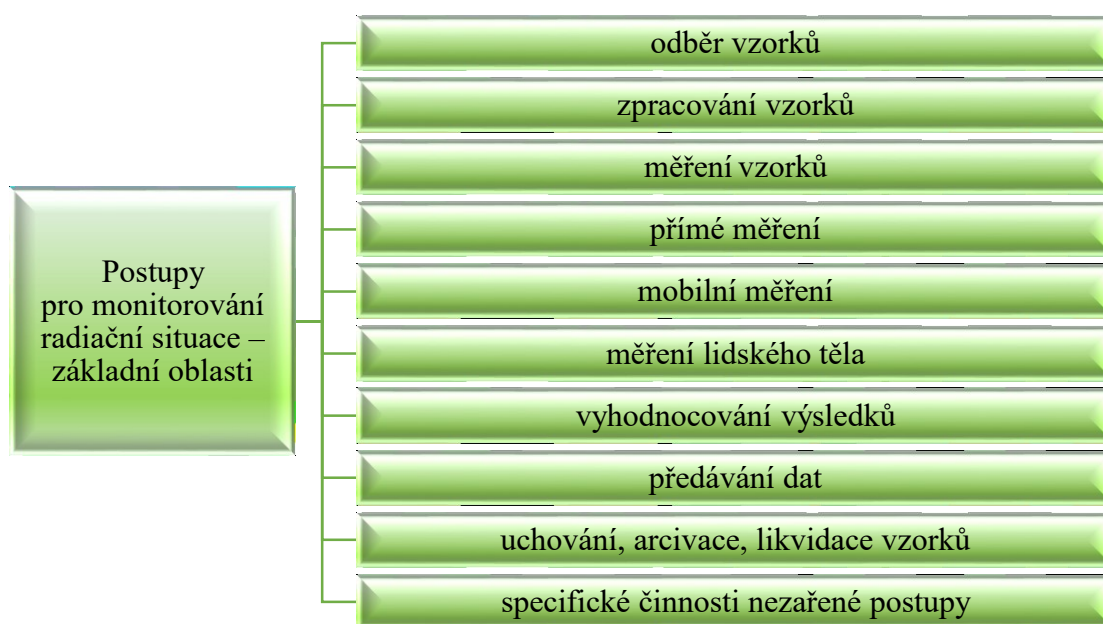 Postupy
pro monitorování
radiační situace –
základní oblasti
odběr vzorků
zpracování vzorků
měření vzorků
přímé měření
mobilní měření
měření lidského těla
vyhodnocování výsledků
předávání dat
uchování, arcivace, likvidace vzorků
specifické činnosti nezařené postupy